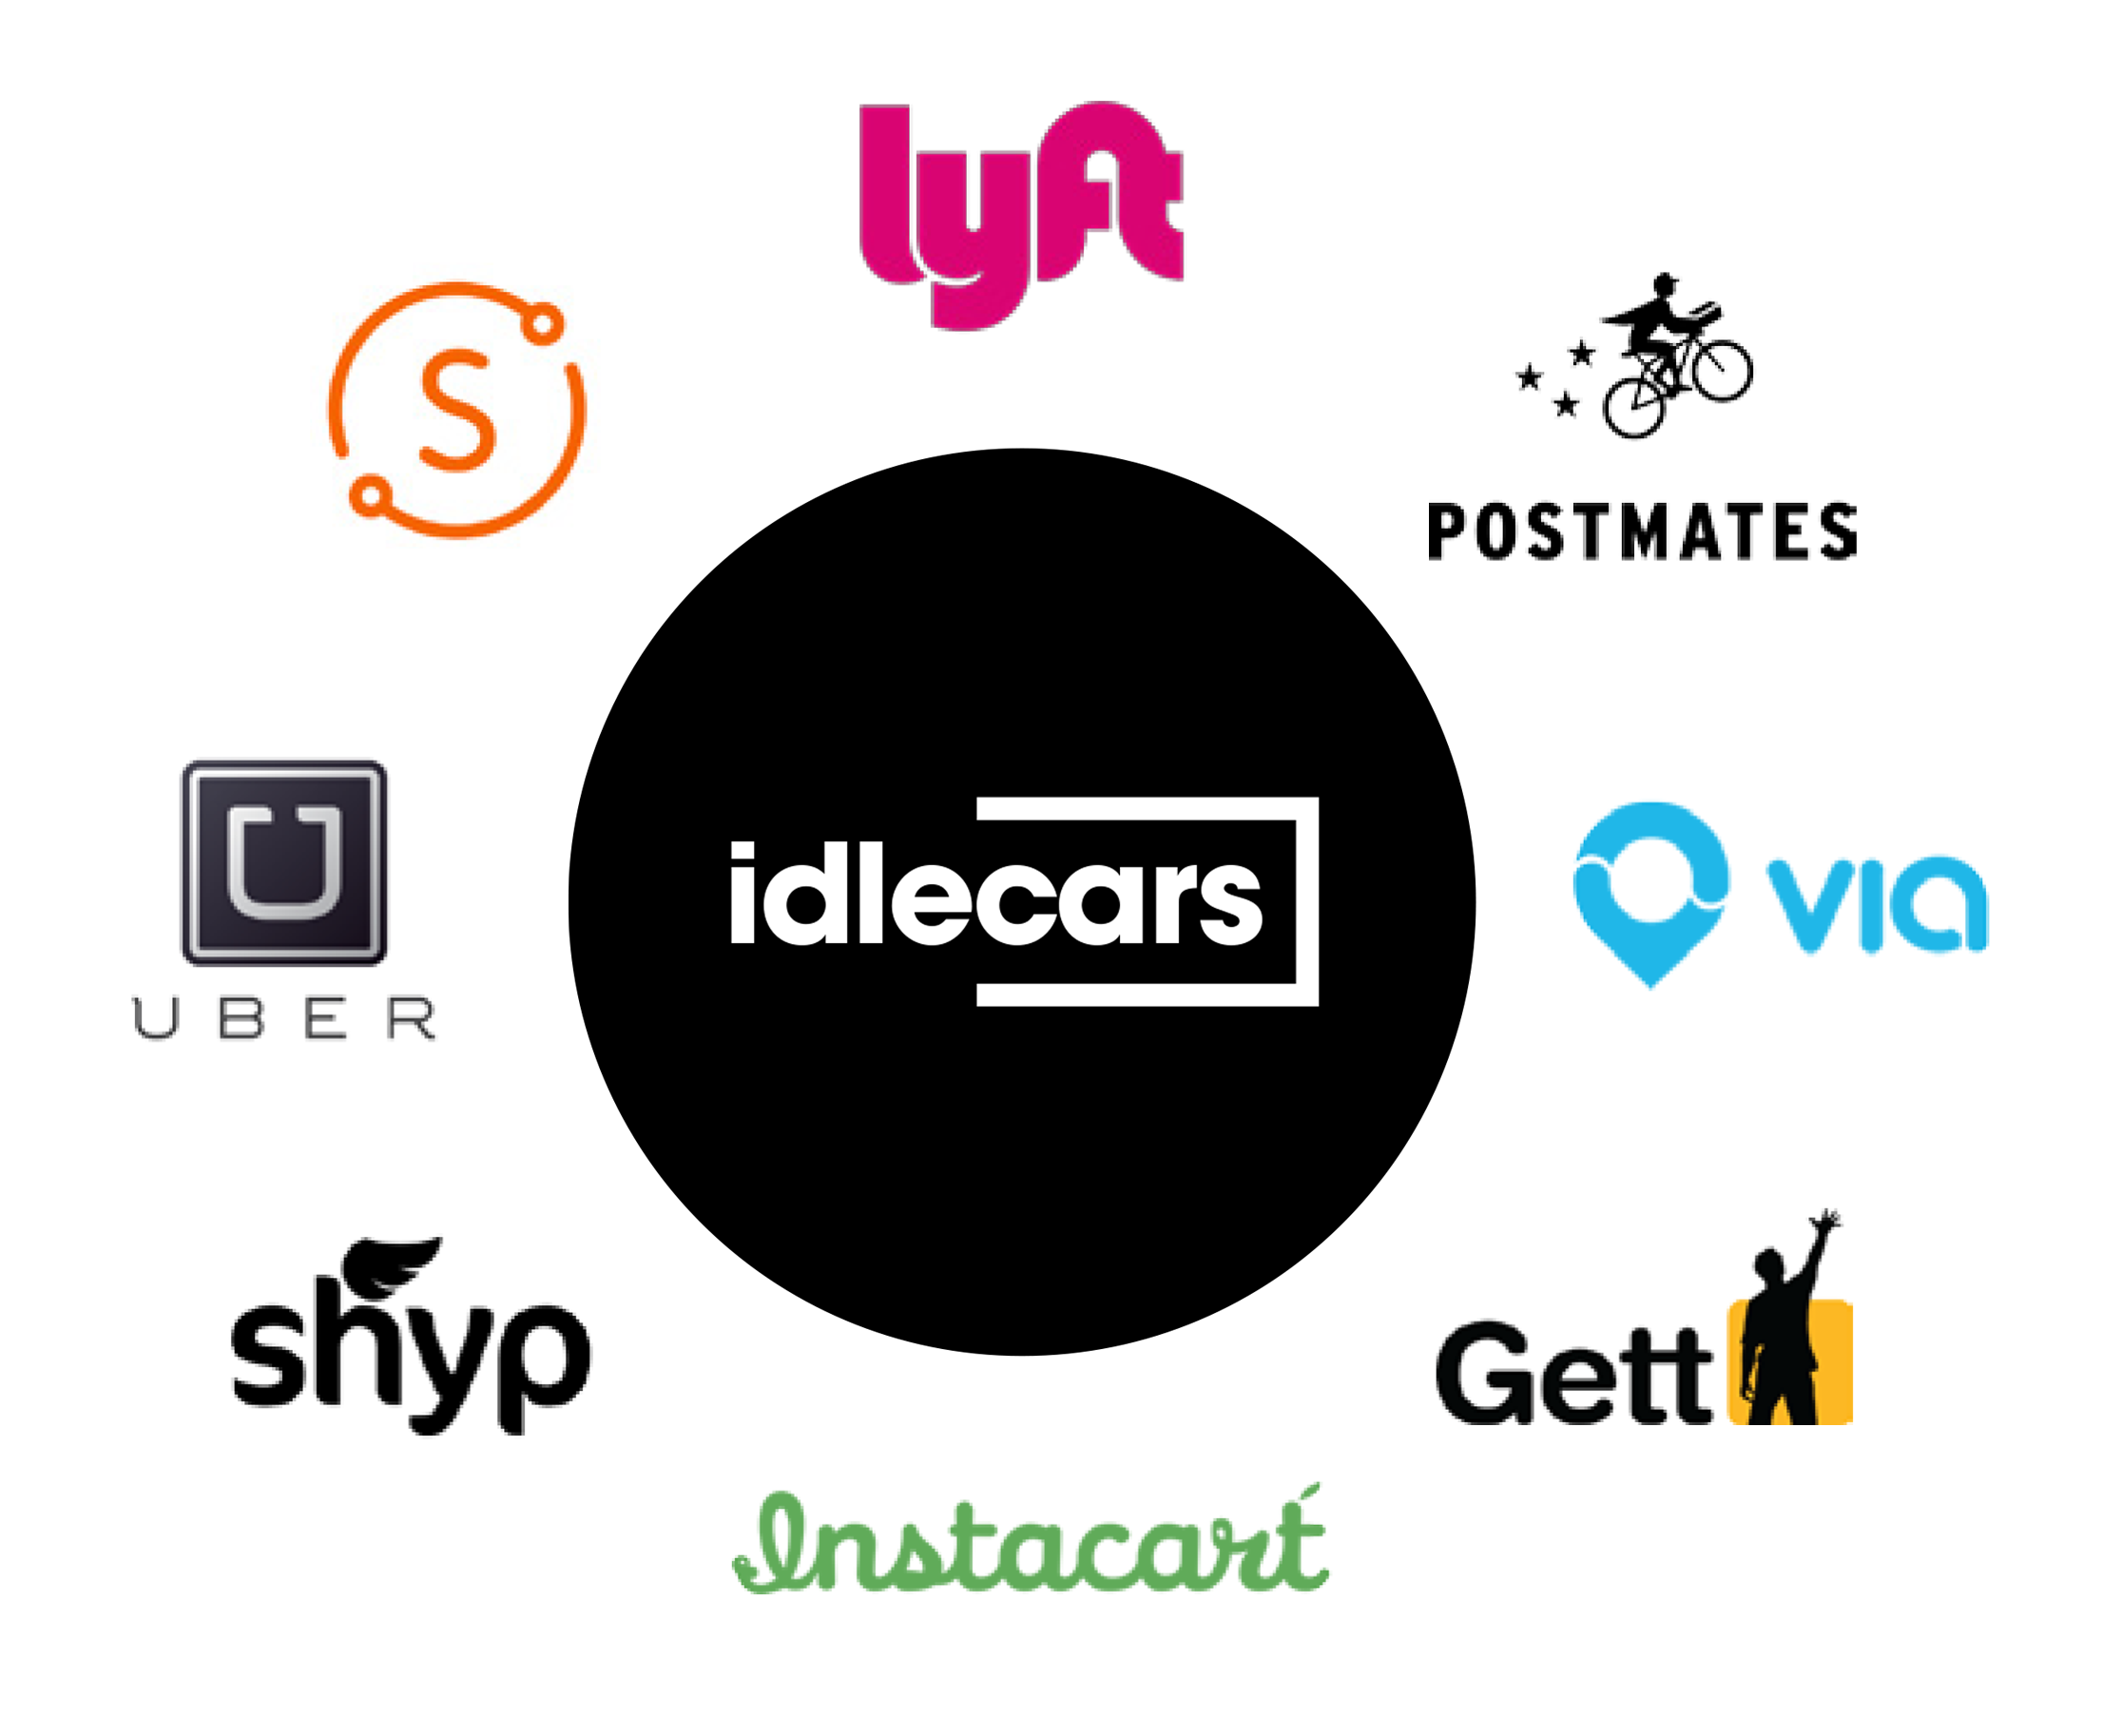 lyft
S
POSTMATES
U
UBER
idlecars
via
shyp
Gett
Instacart